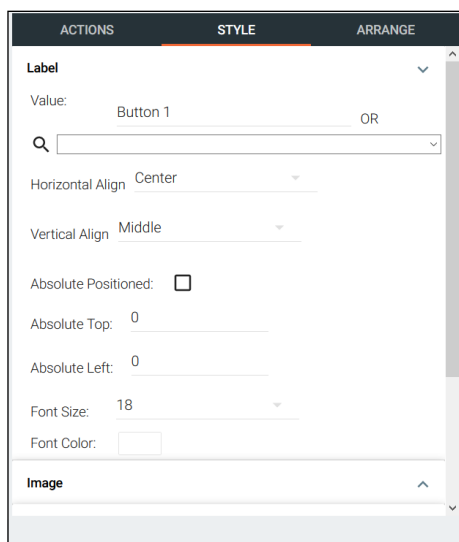 ACTIONS STYLE ARRANGE
Label
Value: Button 1 OR
Horizontal Align Center
Vertical Align Middle
Absolute Positioned:
Absolute Top: 0
Absolute Left: 0
Font Size: 18
Font Color:
Image